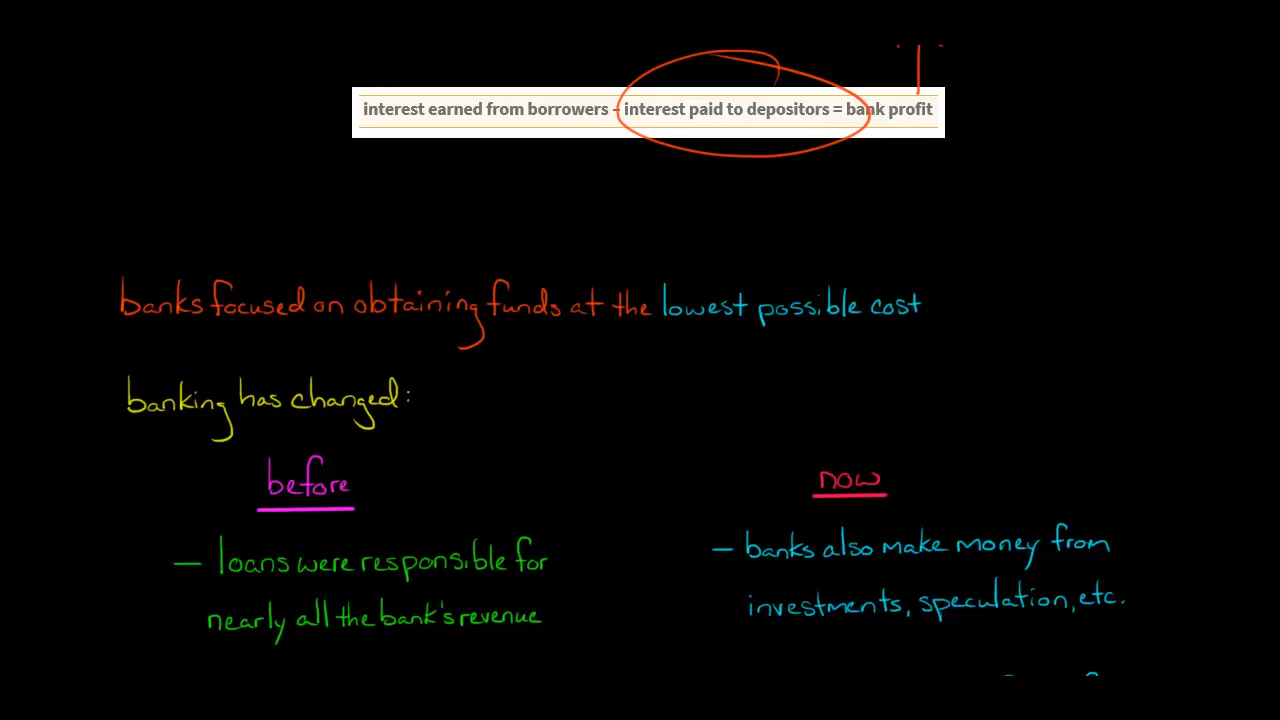 interest earned from borrowers - interest paid to depositors = bank profit
banks focused on obtaining funds at the lowest possible cost
banking has changed:
before
now
— loans were responsible for
nearly all the bank's revenue
— banks also make money from
investments, speculation, etc.